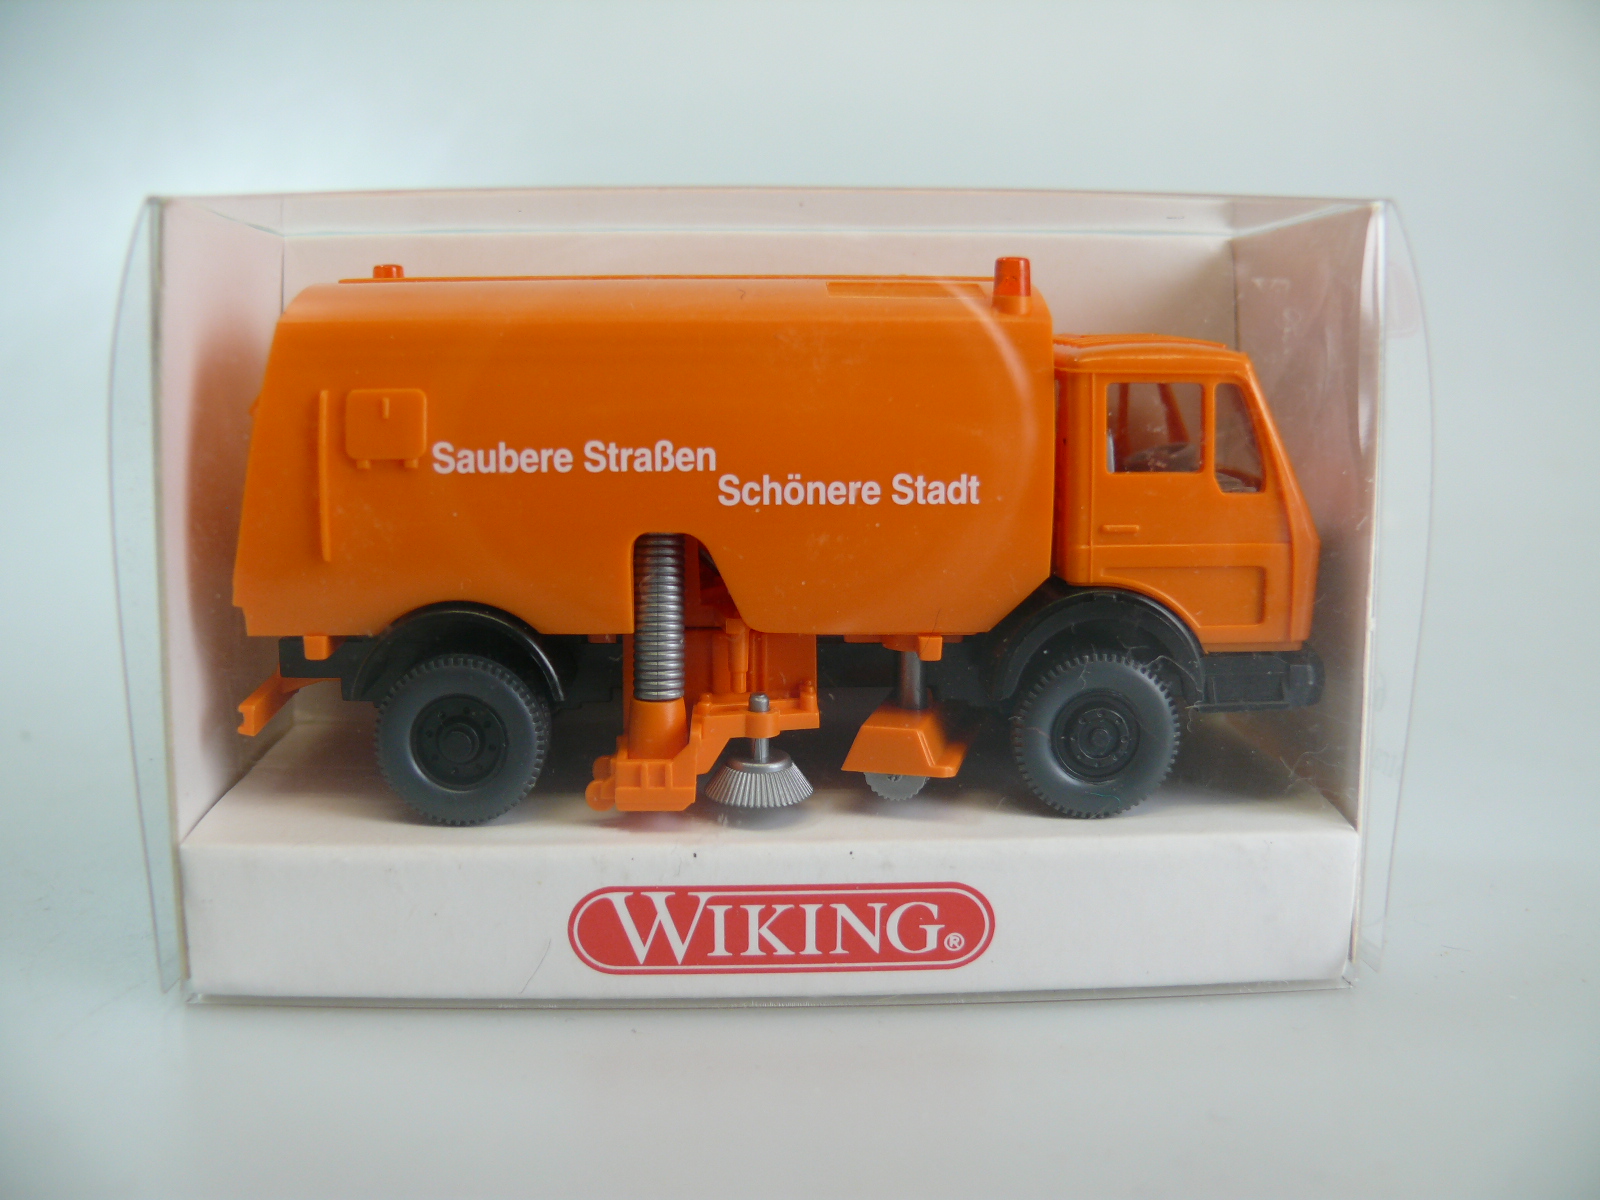 Saubere Straßen
Schönere Stadt
WIKING®